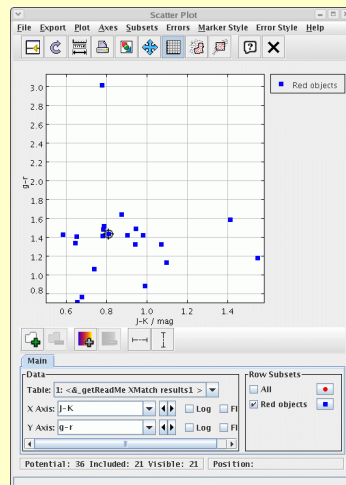 Scatter Plot
File Export Plot Axes Subsets Errors Marker Style Error Style Help
Red objects
3.0
2.8
2.6
2.4
2.2
g-r
2.0
1.8
1.6
1.4
1.2
1.0
0.8
0.6 0.8 1.0 1.2 1.4
J-K / mag
Main
Data
Table: 1: <&_getReadMe XMatch results1 >
X Axis: J-K Log Fl
Y Axis: g-r Log Fl
Row Subsets
All
Red objects
Potential: 36 Included: 21 Visible: 21 Position: